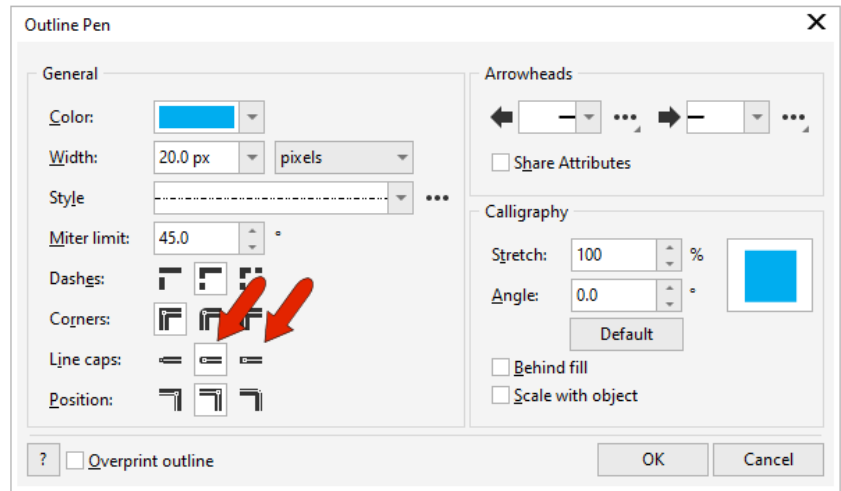 Outline Pen
General
Color:
Width: 20.0 px pixels
Style
Miter limit: 45.0 °
Dashes:
Corners:
Line caps:
Position:
Arrowheads
Share Attributes
Calligraphy
Stretch: 100 %
Angle: 0.0 °
Default
Behind fill
Scale with object
? Overprint outline
OK Cancel